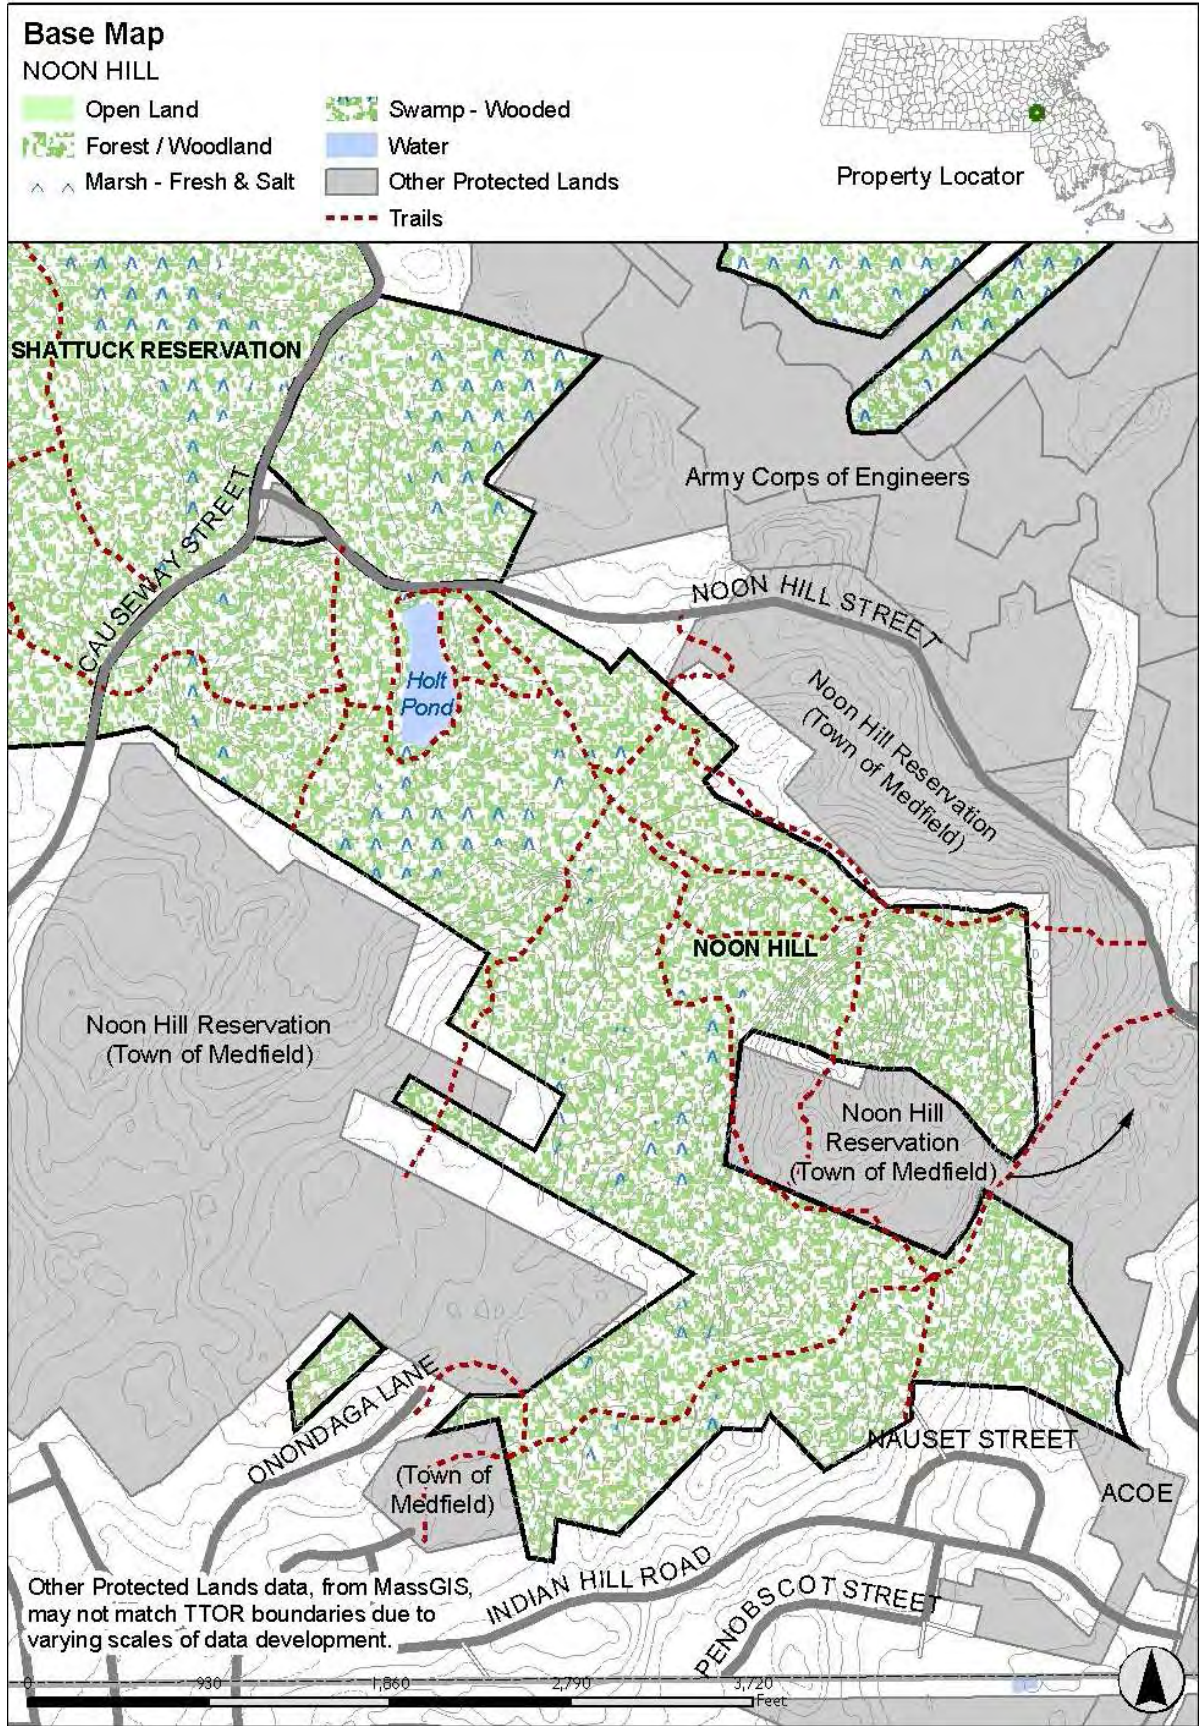 Base Map
NOON HILL
Open Land
Forest / Woodland
Marsh - Fresh & Salt
Swamp - Wooded
Water
Other Protected Lands
Trails
Property Locator
SHATTUCK RESERVATION
CAUSEWAY STREET
Army Corps of Engineers
NOON HILL STREET
Holt
Pond
Noon Hill Reservation
(Town of Medfield)
NOON HILL
Noon Hill Reservation
(Town of Medfield)
Noon Hill
Reservation
(Town of Medfield)
ONONDAGA LANE
NAUSET STREET
(Town of
Medfield)
ACOE
INDIAN HILL ROAD
PENOBSCOT STREET
Other Protected Lands data, from MassGIS,
may not match TTOR boundaries due to
varying scales of data development.
0 930 1,860 2,790 3,720
Feet